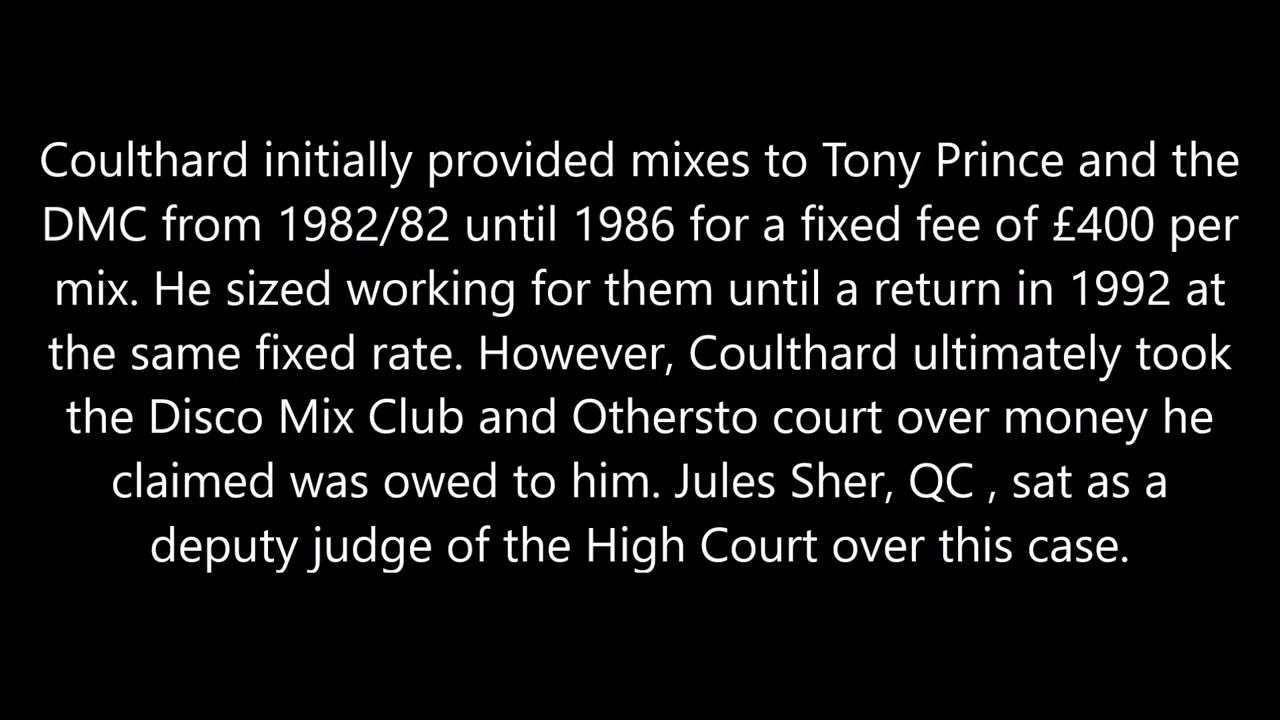 Coulthard initially provided mixes to Tony Prince and the
DMC from 1982/82 until 1986 for a fixed fee of £400 per
mix. He sized working for them until a return in 1992 at
the same fixed rate. However, Coulthard ultimately took
the Disco Mix Club and Othersto court over money he
claimed was owed to him. Jules Sher, QC , sat as a
deputy judge of the High Court over this case.